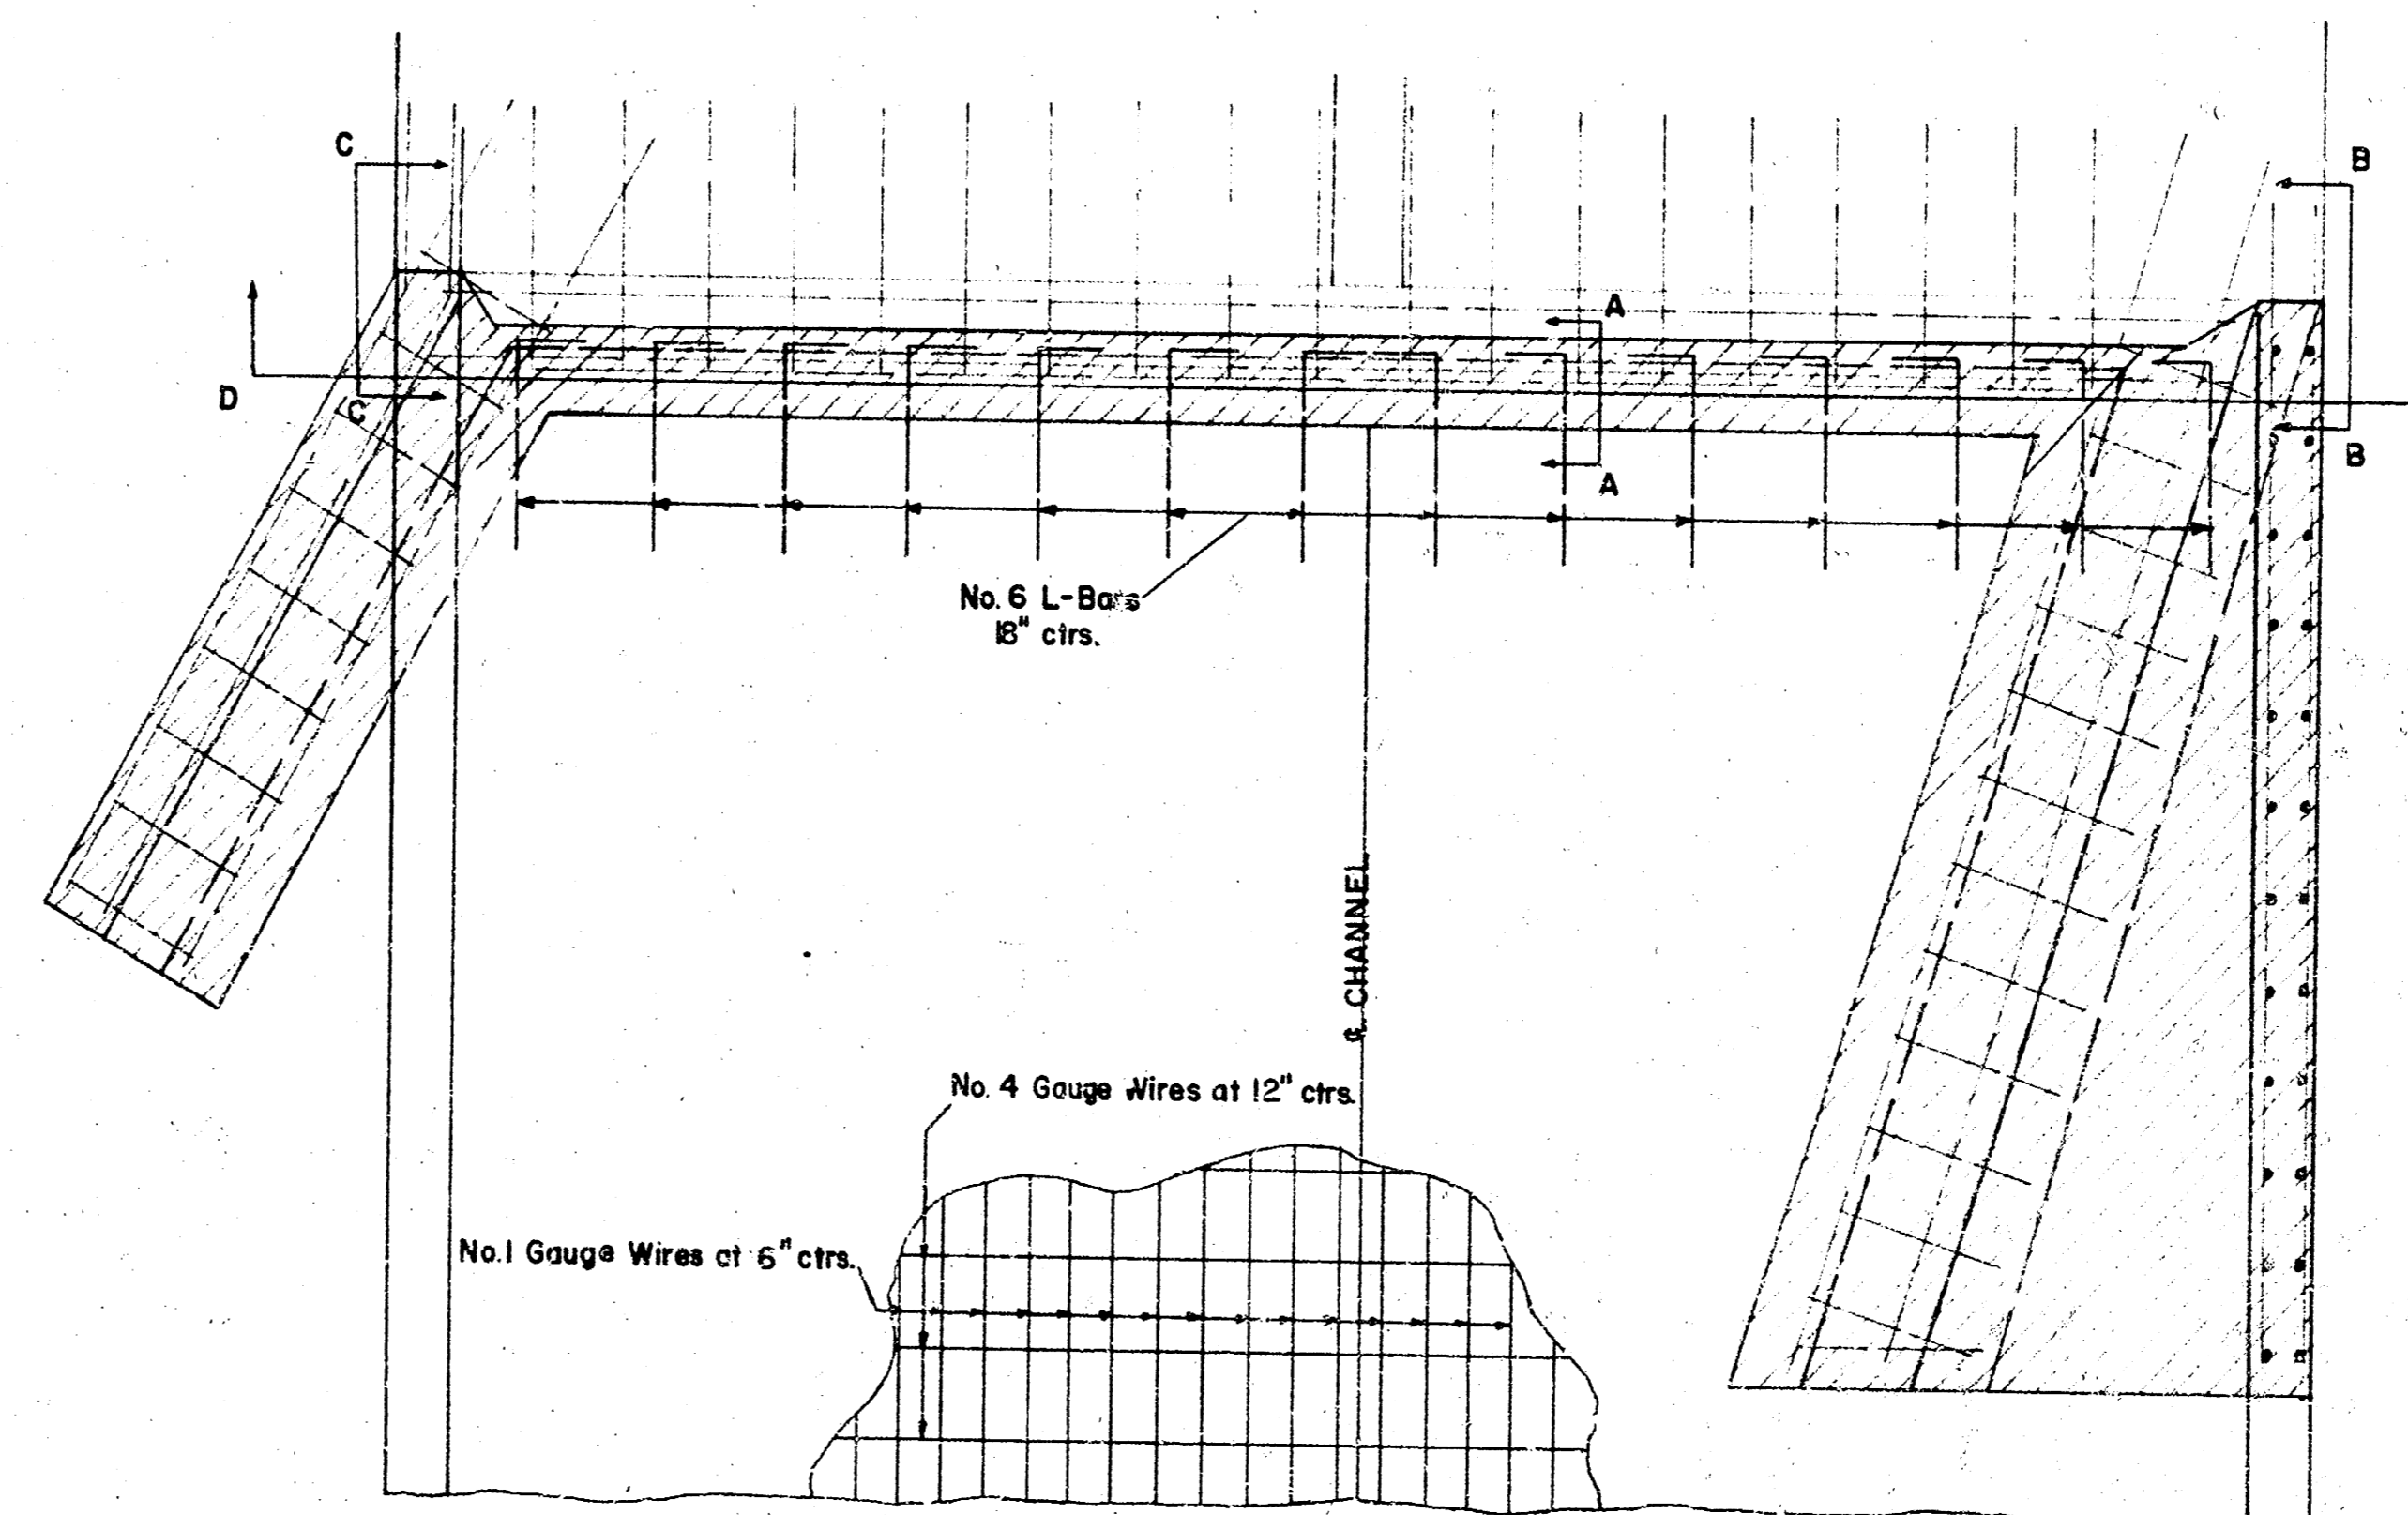 C
B
A
D
C
B
A
No. 6 L-Bars
18" ctrs.
℄ CHANNEL
No. 4 Gauge Wires at 12" ctrs.
No. 1 Gauge Wires at 6" ctrs.